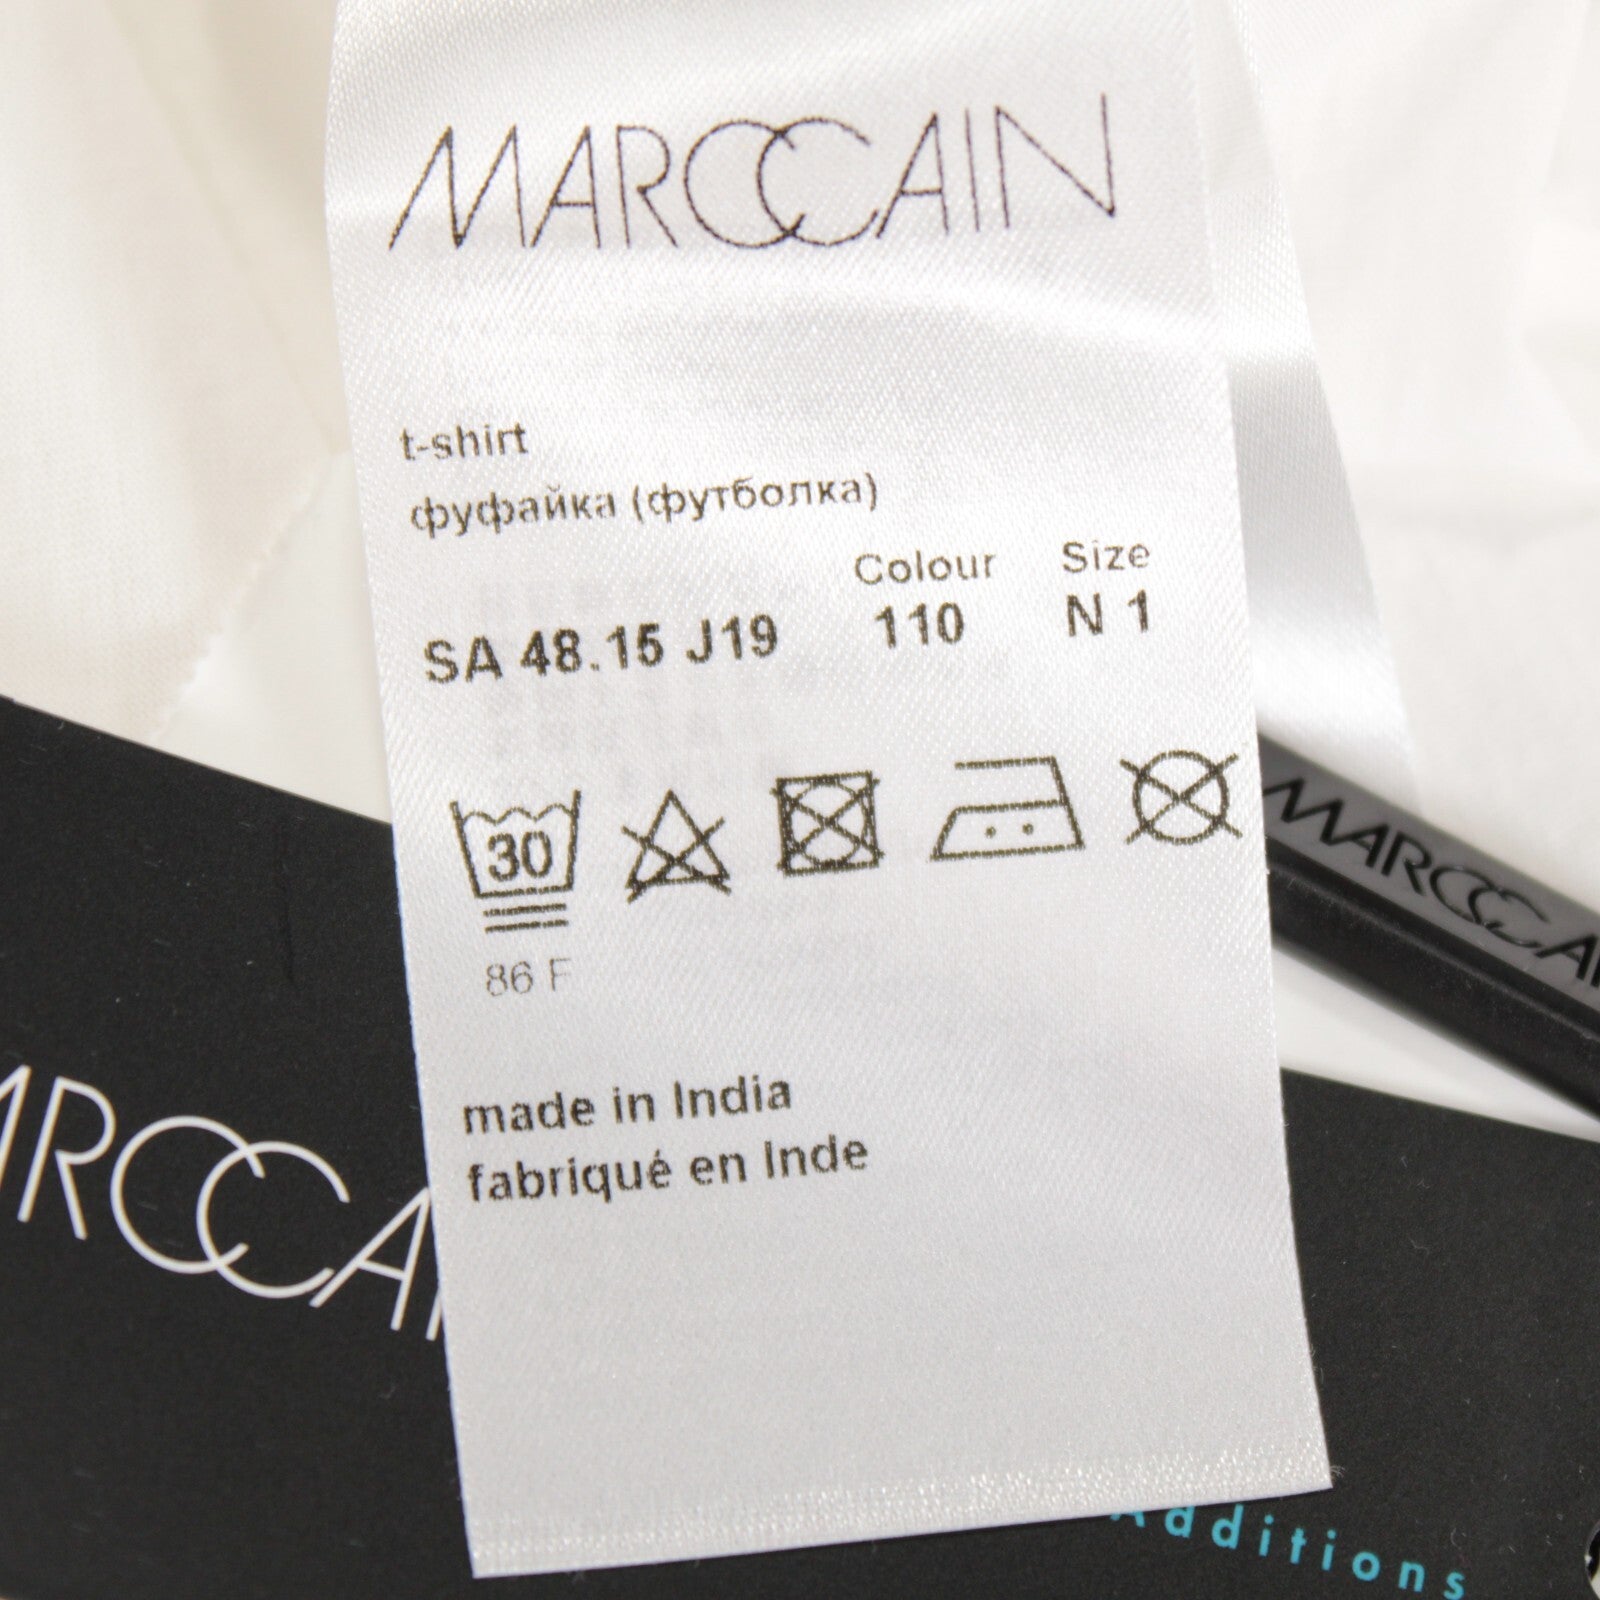 MARCCAIN
t-shirt
фуфайка (футболка)
Colour Size
SA 48.15 J19 110 N 1
30
86 F
made in India
fabriqué en Inde
MARCCAI
ARCCAI
Additions